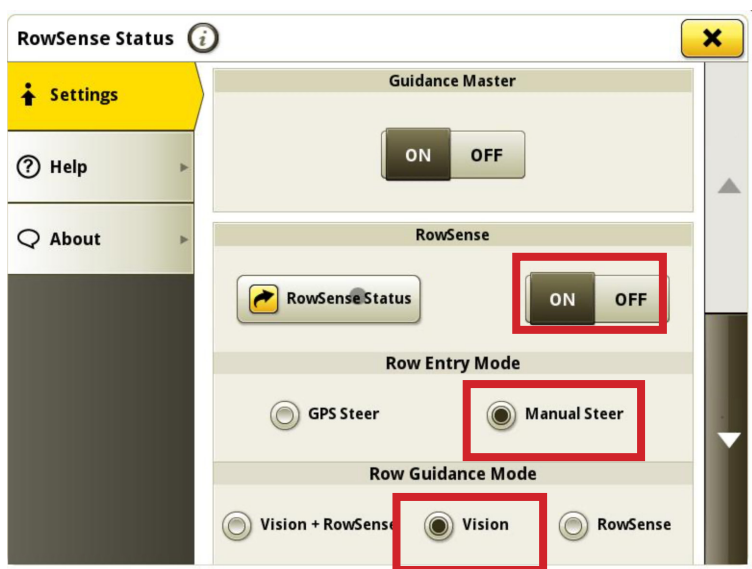 RowSense Status i
Settings
Help
About
Guidance Master
ON OFF
RowSense
RowSense Status ON OFF
Row Entry Mode
GPS Steer Manual Steer
Row Guidance Mode
Vision + RowSense Vision RowSense